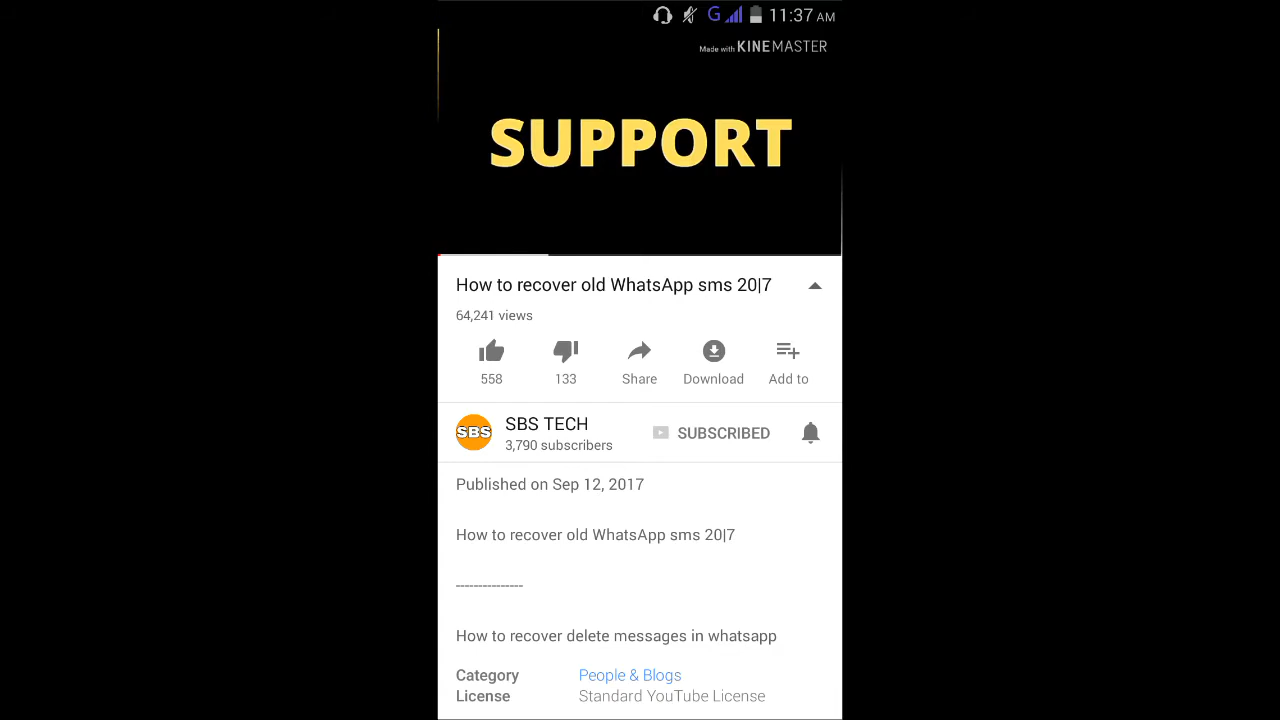 G 11:37 AM
Made with KINEMASTER
SUPPORT
How to recover old WhatsApp sms 20|7
64,241 views
558 133 Share Download Add to
SBS SBS TECH SUBSCRIBED
3,790 subscribers
Published on Sep 12, 2017
How to recover old WhatsApp sms 20|7
---------------
How to recover delete messages in whatsapp
Category People & Blogs
License Standard YouTube License